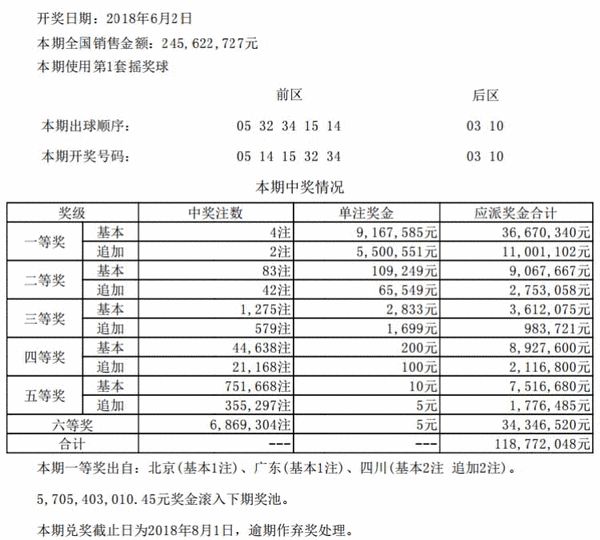 开奖日期：2018年6月2日
本期全国销售金额：245,622,727元
本期使用第1套摇奖球
前区 后区
本期出球顺序： 05 32 34 15 14 03 10
本期开奖号码： 05 14 15 32 34 03 10
本期中奖情况
奖级 中奖注数 单注奖金 应派奖金合计
一等奖 基本 4注 9,167,585元 36,670,340元
追加 2注 5,500,551元 11,001,102元
二等奖 基本 83注 109,249元 9,067,667元
追加 42注 65,549元 2,753,058元
三等奖 基本 1,275注 2,833元 3,612,075元
追加 579注 1,699元 983,721元
四等奖 基本 44,638注 200元 8,927,600元
追加 21,168注 100元 2,116,800元
五等奖 基本 751,668注 10元 7,516,680元
追加 355,297注 5元 1,776,485元
六等奖 6,869,304注 5元 34,346,520元
合计 --- --- 118,772,048元
本期一等奖出自：北京(基本1注)、广东(基本1注)、四川(基本2注 追加2注)。
5,705,403,010.45元奖金滚入下期奖池。
本期兑奖截止日为2018年8月1日，逾期作弃奖处理。